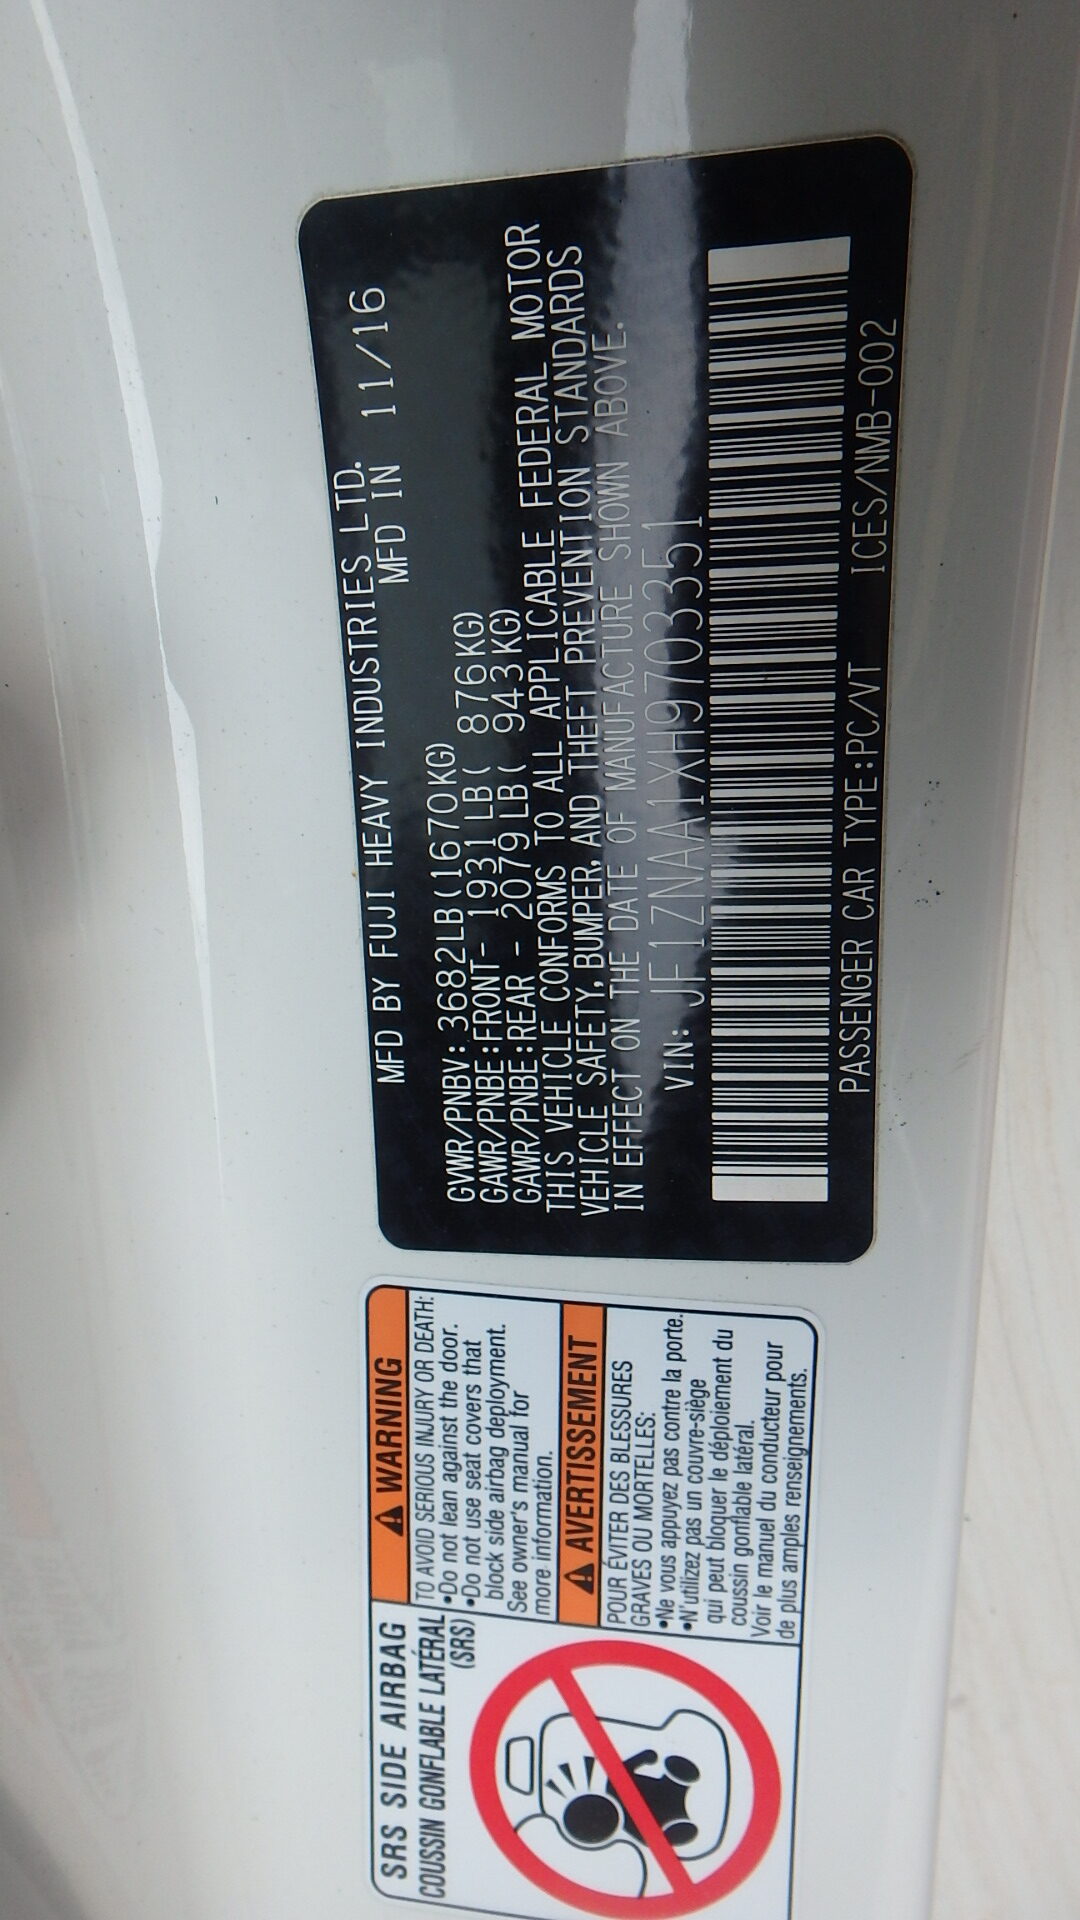 MFD BY FUJI HEAVY INDUSTRIES LTD.
MFD IN 11/16
GVWR/PNBV: 3682LB(1670KG)
GAWR/PNBE:FRONT- 1931LB( 876KG)
GAWR/PNBE:REAR - 2079LB( 943KG)
THIS VEHICLE CONFORMS TO ALL APPLICABLE FEDERAL MOTOR
VEHICLE SAFETY, BUMPER, AND THEFT PREVENTION STANDARDS
IN EFFECT ON THE DATE OF MANUFACTURE SHOWN ABOVE.
VIN: JF1ZNAA1XH9703351
PASSENGER CAR TYPE:PC/VT ICES/NMB-002
SRS SIDE AIRBAG
COUSSIN GONFLABLE LATÉRAL
(SRS)
⚠ WARNING
TO AVOID SERIOUS INJURY OR DEATH:
•Do not lean against the door.
•Do not use seat covers that
block side airbag deployment.
See owner's manual for
more information.
⚠ AVERTISSEMENT
POUR ÉVITER DES BLESSURES
GRAVES OU MORTELLES:
•Ne vous appuyez pas contre la porte.
•N'utilizez pas un couvre-siège
qui peut bloquer le déploiement du
coussin gonflable latéral.
Voir le manuel du conducteur pour
de plus amples renseignements.